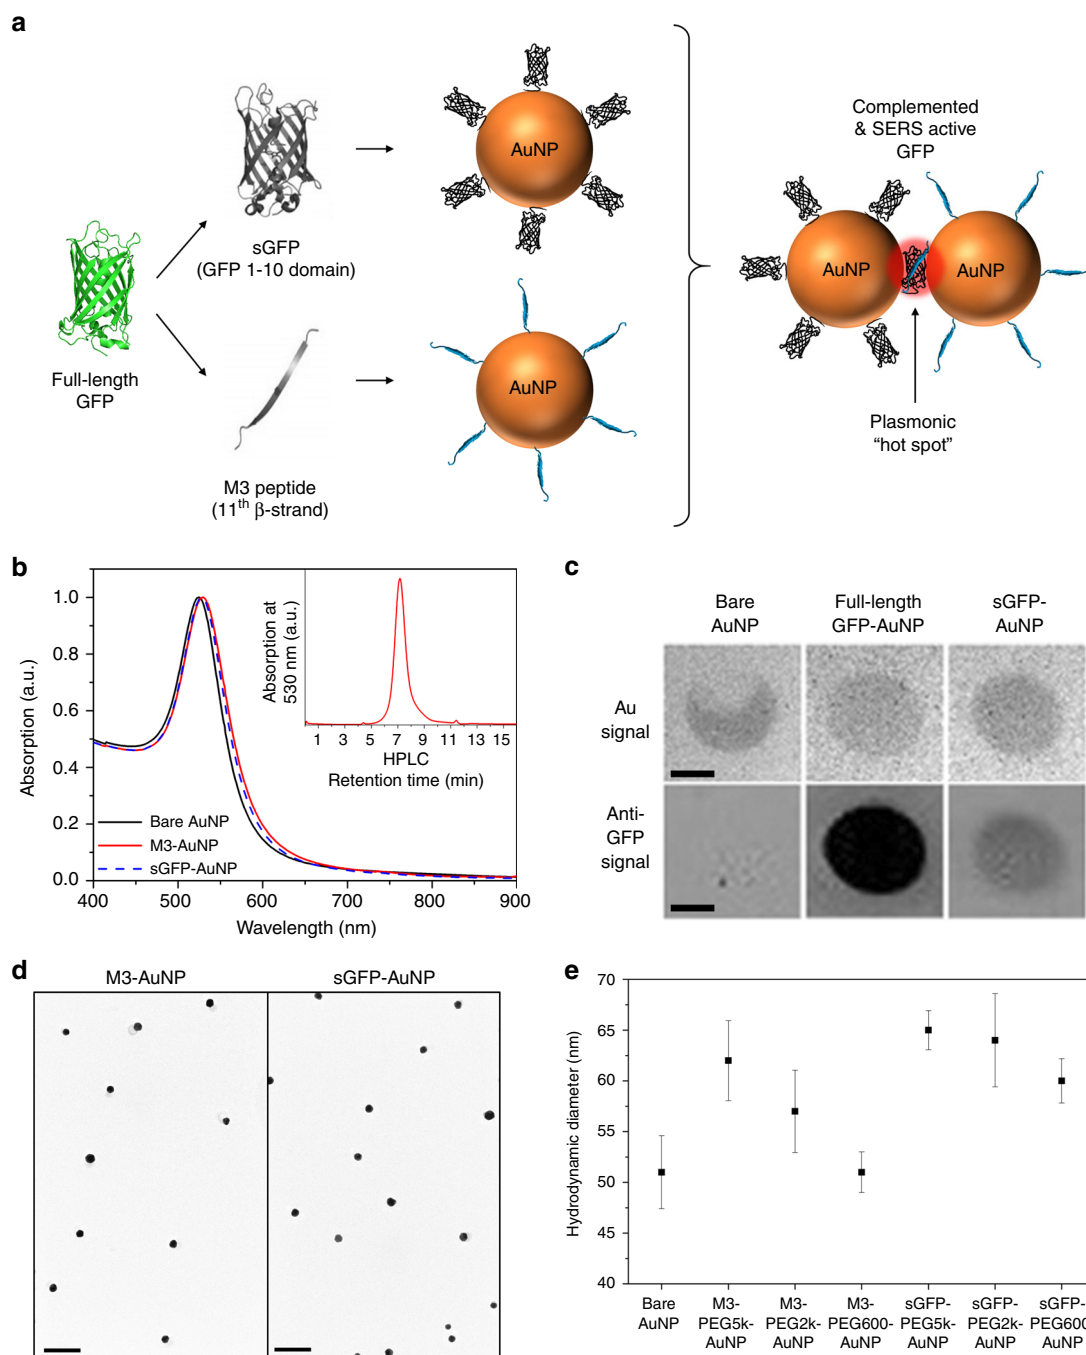 a
Full-length
GFP
sGFP
(GFP 1-10 domain)
M3 peptide
(11th β-strand)
AuNP
AuNP
Complemented
& SERS active
GFP
AuNP
AuNP
Plasmonic
“hot spot”
b
Absorption (a.u.)
1.0
0.8
0.6
0.4
0.2
0.0
400
500
600
700
800
900
Wavelength (nm)
Bare AuNP
M3-AuNP
sGFP-AuNP
Absorption at
530 nm (a.u.)
1
3
5
7
9
11
13
15
HPLC
Retention time (min)
c
Bare
AuNP
Full-length
GFP-AuNP
sGFP-
AuNP
Au
signal
Anti-
GFP
signal
d
M3-AuNP
sGFP-AuNP
e
Hydrodynamic diameter (nm)
70
65
60
55
50
45
40
Bare
AuNP
M3-
PEG5k-
AuNP
M3-
PEG2k-
AuNP
M3-
PEG600-
AuNP
sGFP-
PEG5k-
AuNP
sGFP-
PEG2k-
AuNP
sGFP-
PEG600-
AuNP